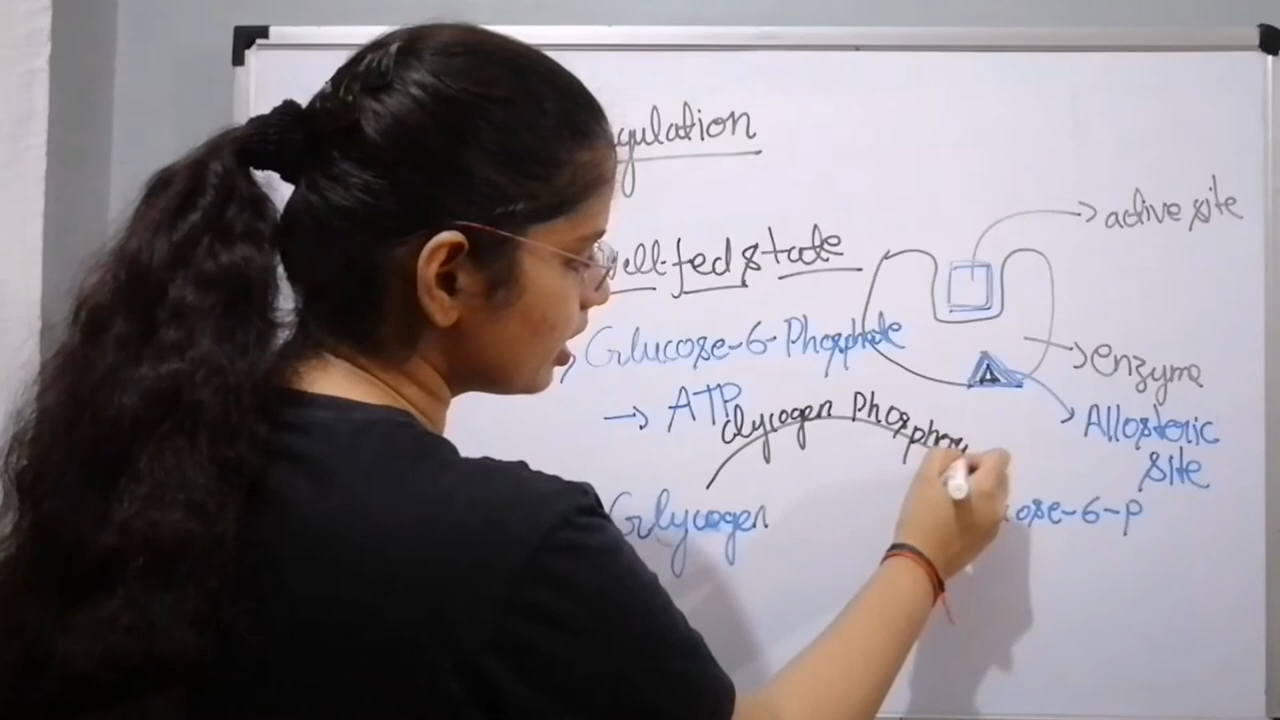 gulation
active site
well-fed state
Glucose-6-Phosphate
enzyme
A
→ ATP
Allosteric
site
Glycogen Phosphory
Glycogen
cose-6-P